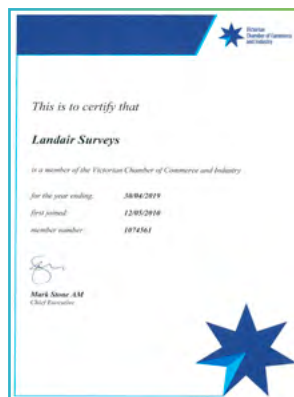 Victorian
Chamber of Commerce
and Industry
This is to certify that
Landair Surveys
is a member of the Victorian Chamber of Commerce and Industry
for the year ending: 30/04/2019
first joined: 12/05/2010
member number: 1074561
Mark Stone AM
Chief Executive